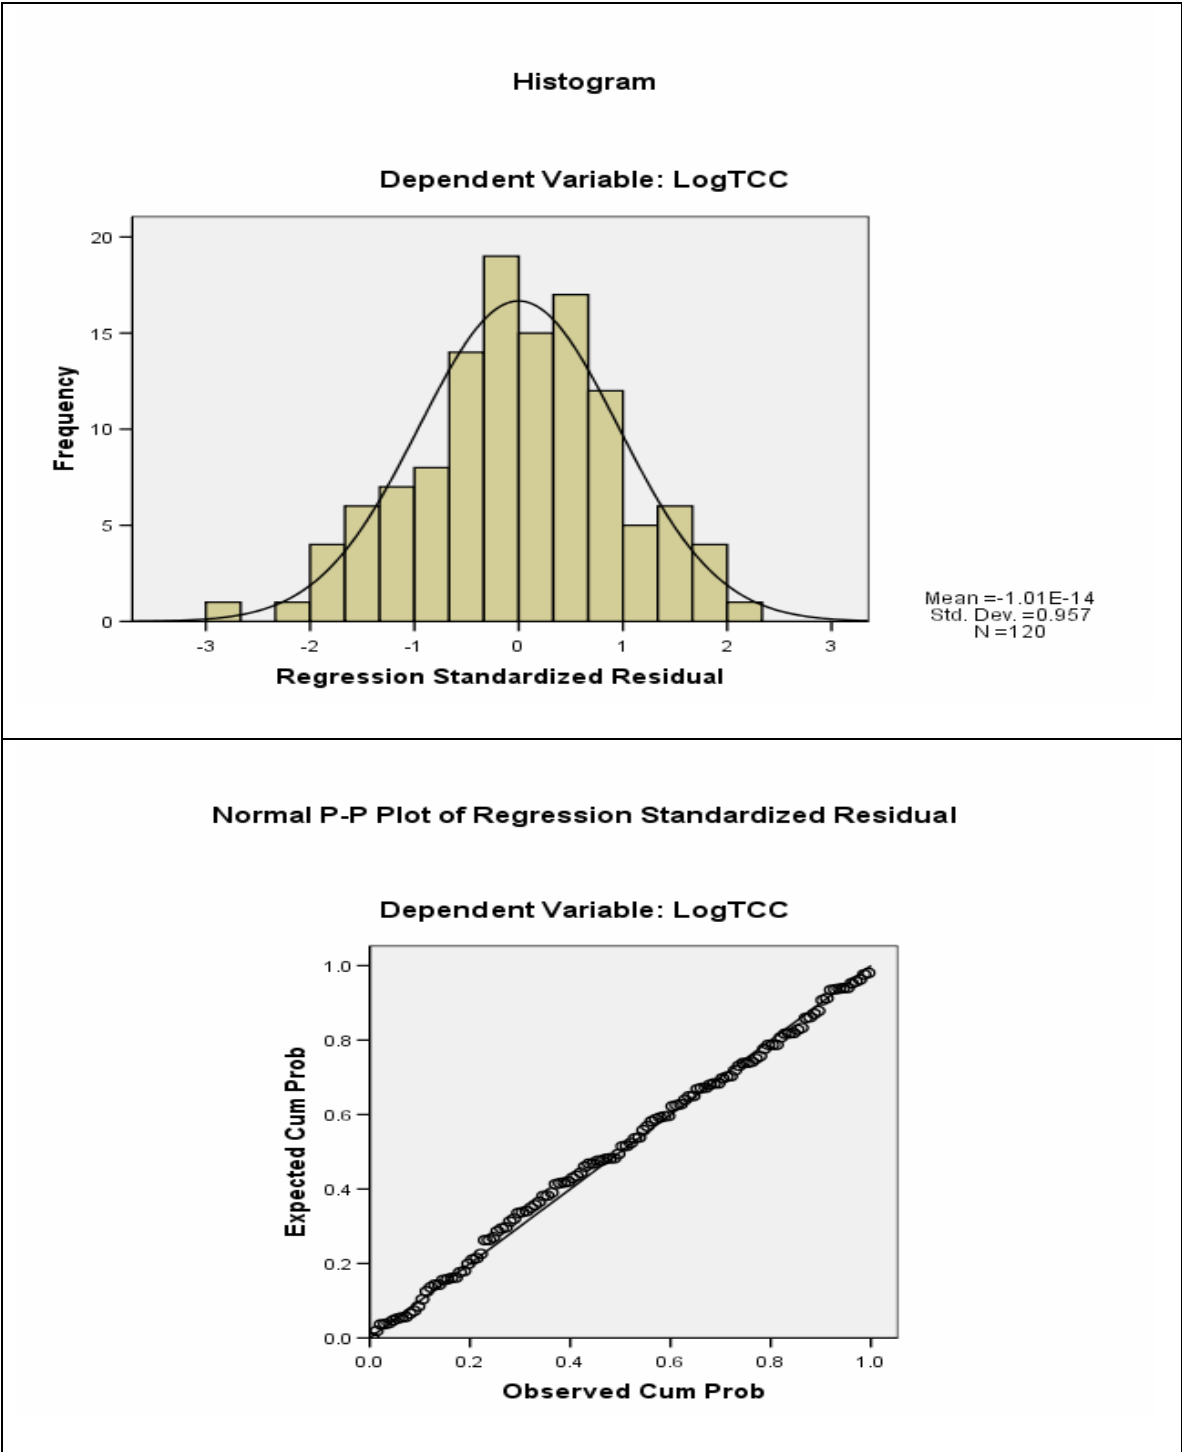 Histogram
Dependent Variable: LogTCC
20
15
10
5
0
Frequency
-3 -2 -1 0 1 2 3
Regression Standardized Residual
Mean =-1.01E-14
Std. Dev. =0.957
N =120
Normal P-P Plot of Regression Standardized Residual
Dependent Variable: LogTCC
1.0
0.8
0.6
0.4
0.2
0.0
Expected Cum Prob
0.0 0.2 0.4 0.6 0.8 1.0
Observed Cum Prob